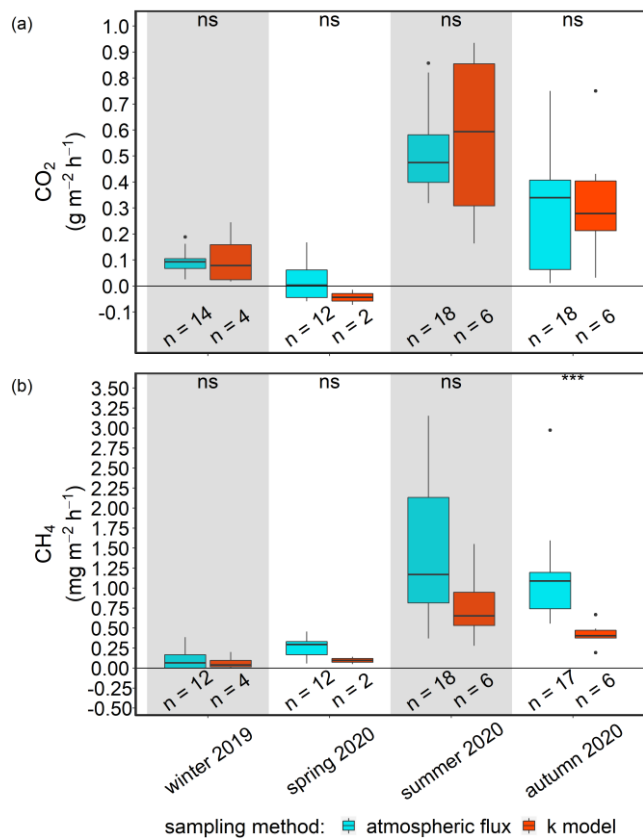 (a)
ns ns ns ns
1.0
0.9
0.8
0.7
0.6
0.5
0.4
0.3
0.2
0.1
0.0
-0.1
CO₂
(g m⁻² h⁻¹)
n = 14 n = 4 n = 12 n = 2 n = 18 n = 6 n = 18 n = 6
(b)
ns ns ns ***
3.50
3.25
3.00
2.75
2.50
2.25
2.00
1.75
1.50
1.25
1.00
0.75
0.50
0.25
0.00
-0.25
-0.50
CH₄
(mg m⁻² h⁻¹)
n = 12 n = 4 n = 12 n = 2 n = 18 n = 6 n = 17 n = 6
winter 2019 spring 2020 summer 2020 autumn 2020
sampling method: atmospheric flux k model